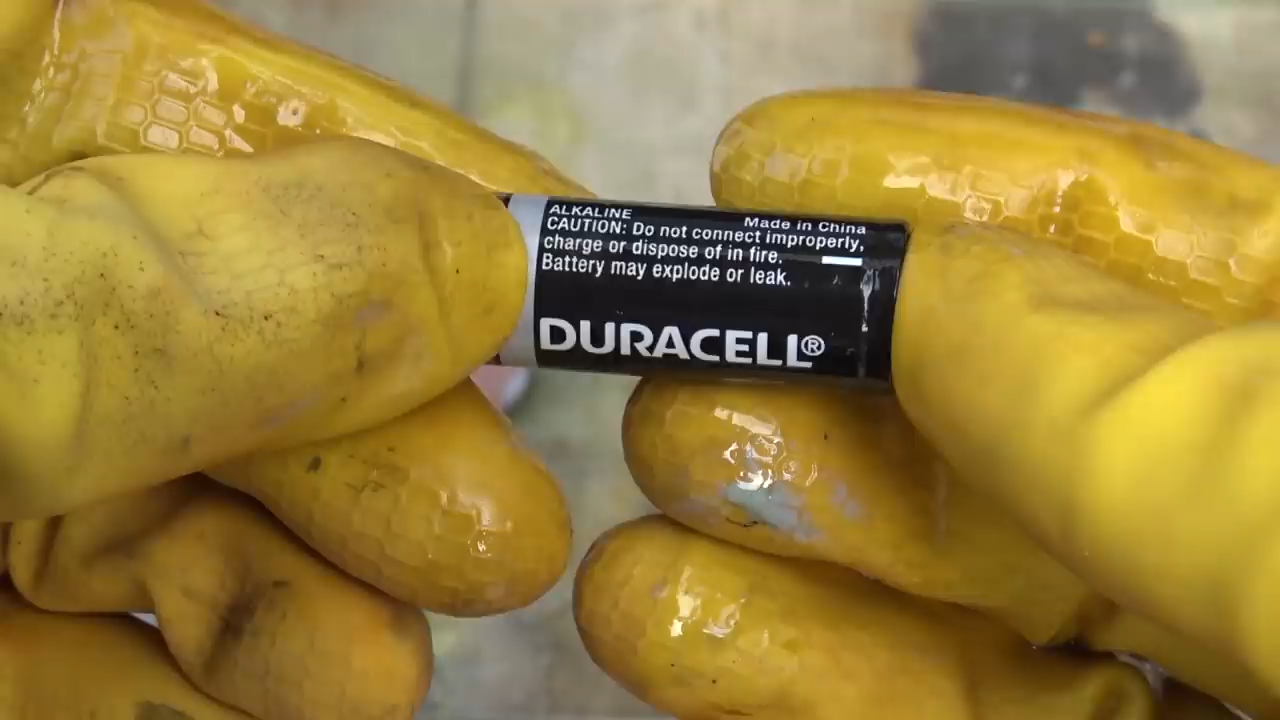 ALKALINE
Made in China
CAUTION: Do not connect improperly,
charge or dispose of in fire.
Battery may explode or leak.
DURACELL®